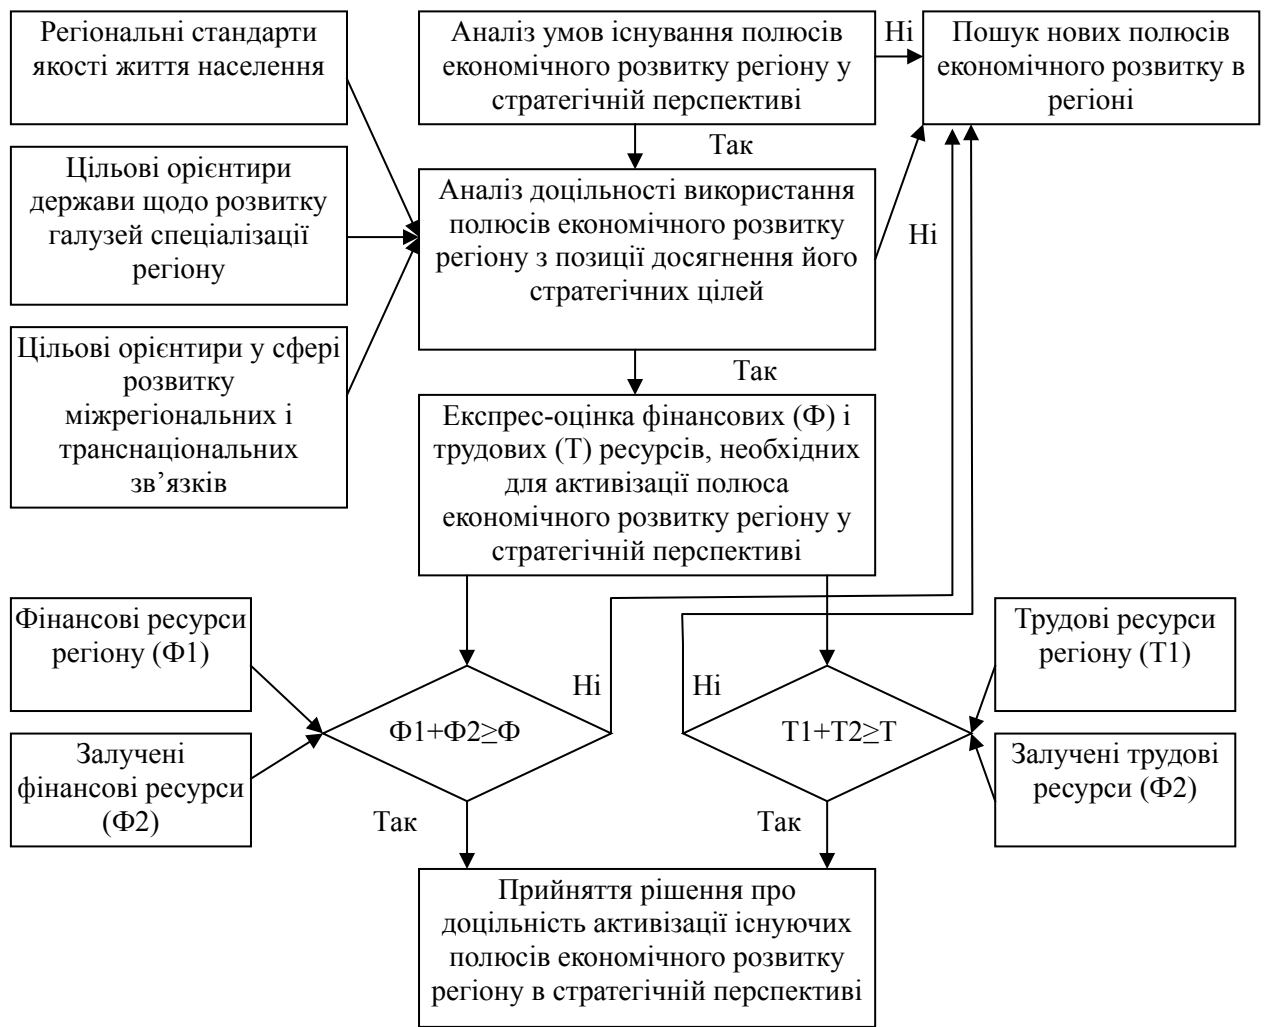 Регіональні стандарти
якості життя населення
Аналіз умов існування полюсів
економічного розвитку регіону у
стратегічній перспективі
Ні
Пошук нових полюсів
економічного розвитку в
регіоні
Так
Цільові орієнтири
держави щодо розвитку
галузей спеціалізації
регіону
Аналіз доцільності використання
полюсів економічного розвитку
регіону з позиції досягнення його
стратегічних цілей
Ні
Цільові орієнтири у сфері
розвитку
міжрегіональних і
транснаціональних
зв’язків
Так
Експрес-оцінка фінансових (Ф) і
трудових (Т) ресурсів, необхідних
для активізації полюса
економічного розвитку регіону у
стратегічній перспективі
Фінансові ресурси
регіону (Ф1)
Трудові ресурси
регіону (Т1)
Ні
Ні
Ф1+Ф2≥Ф
Т1+Т2≥Т
Залучені
фінансові ресурси
(Ф2)
Залучені трудові
ресурси (Ф2)
Так
Так
Прийняття рішення про
доцільність активізації існуючих
полюсів економічного розвитку
регіону в стратегічній перспективі